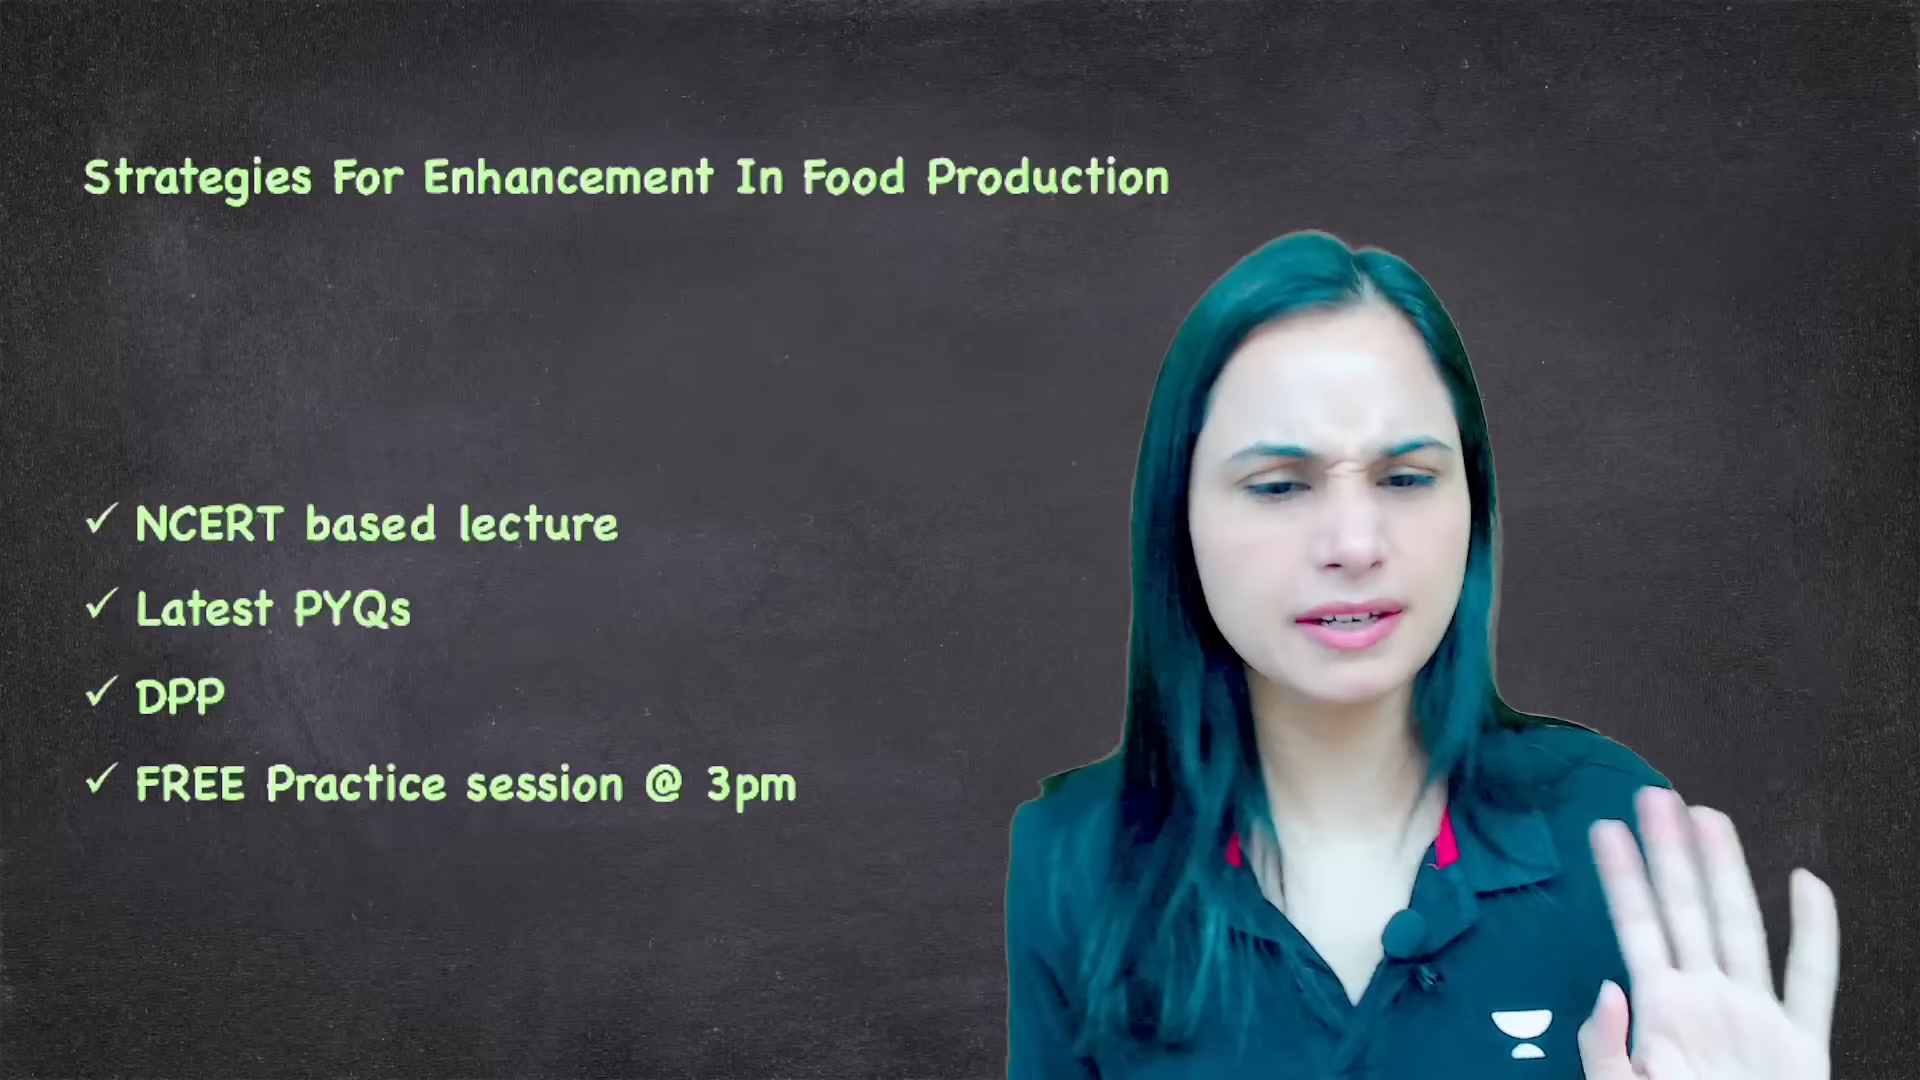 Strategies For Enhancement In Food Production
✓ NCERT based lecture
✓ Latest PYQs
✓ DPP
✓ FREE Practice session @ 3pm